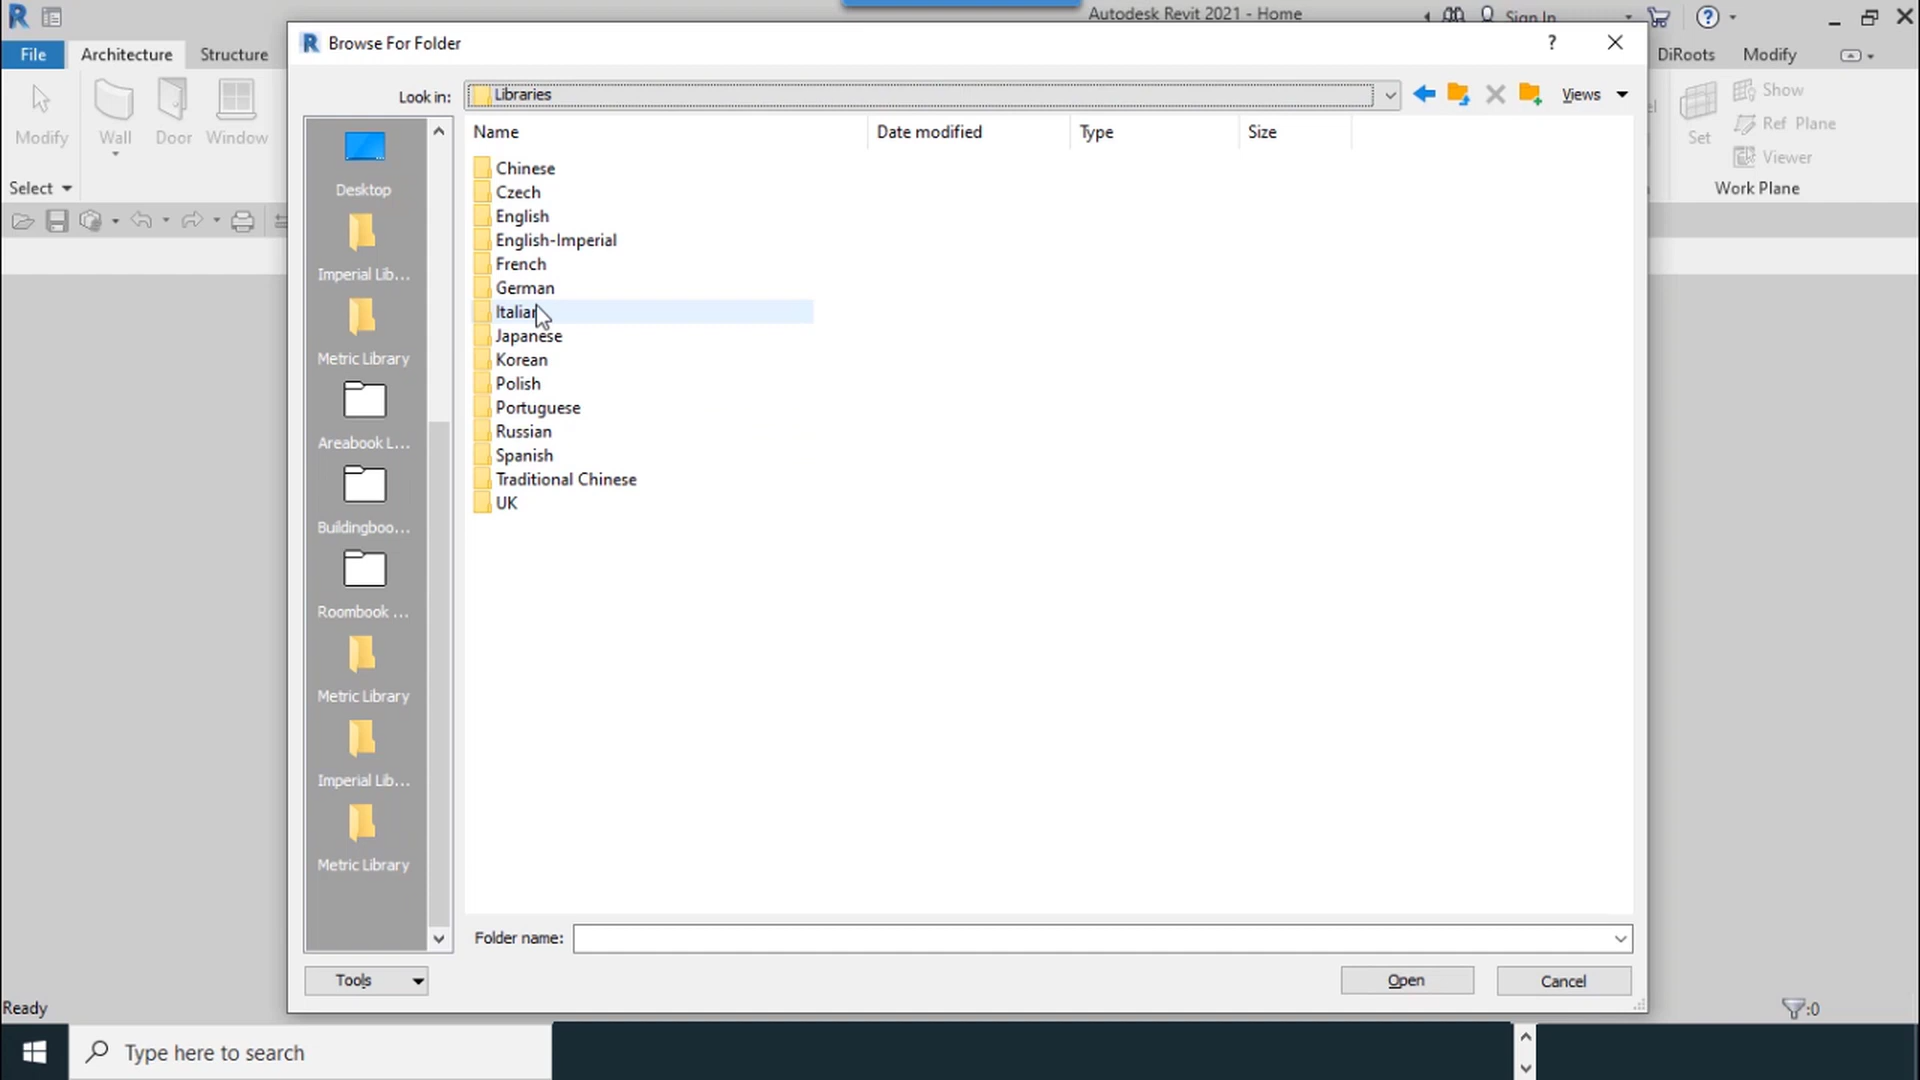 Autodesk Revit 2021 - Home
Sign In
File
Architecture
Structure
DiRoots
Modify
Modify
Wall
Door
Window
Select
Set
Show
Ref Plane
Viewer
Work Plane
Browse For Folder
Look in:
Libraries
Views
Name
Date modified
Type
Size
Desktop
Imperial Lib...
Metric Library
Areabook L...
Buildingboo...
Roombook ...
Metric Library
Imperial Lib...
Metric Library
Chinese
Czech
English
English-Imperial
French
German
Italian
Japanese
Korean
Polish
Portuguese
Russian
Spanish
Traditional Chinese
UK
Folder name:
Tools
Open
Cancel
Ready
:0
Type here to search